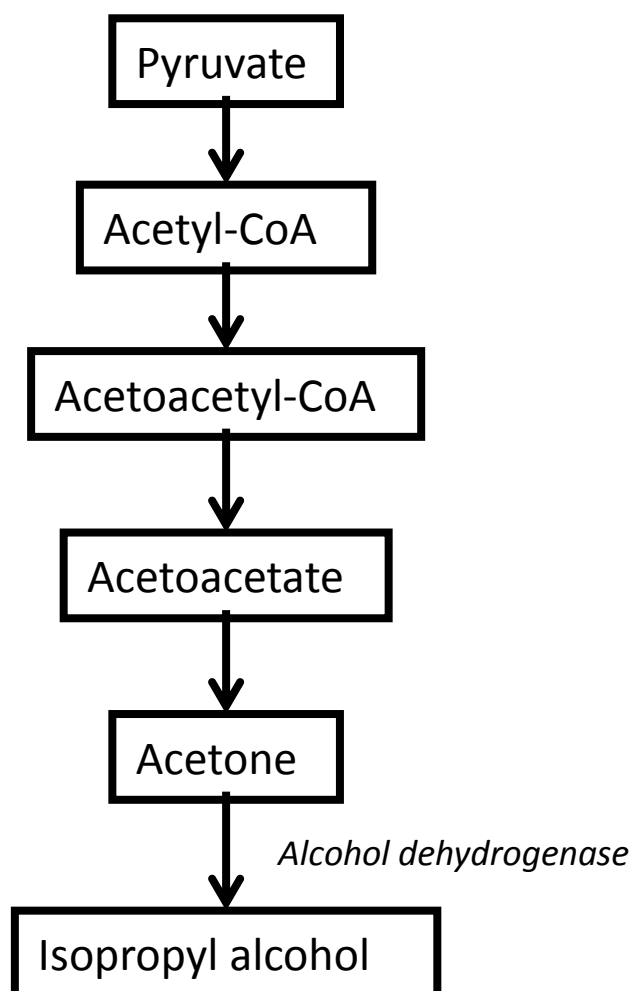 Pyruvate
Acetyl-CoA
Acetoacetyl-CoA
Acetoacetate
Acetone
Alcohol dehydrogenase
Isopropyl alcohol